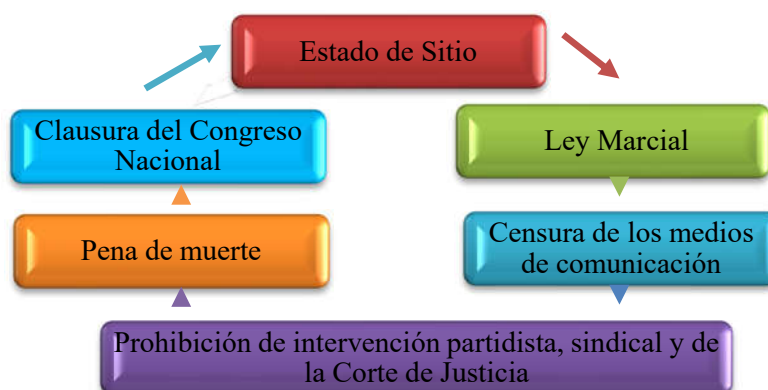 Estado de Sitio
Clausura del Congreso
Nacional
Ley Marcial
Pena de muerte
Censura de los medios
de comunicación
Prohibición de intervención partidista, sindical y de
la Corte de Justicia